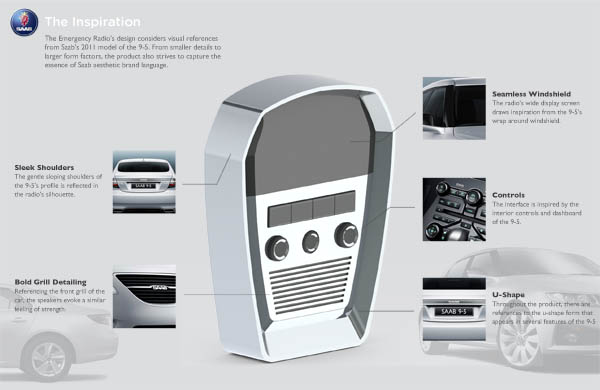 SAAB
The Inspiration
The Emergency Radio's design considers visual references
from Saab's 2011 model of the 9-5. From smaller details to
larger form factors, the product also strives to capture the
essence of Saab aesthetic brand language.
Seamless Windshield
The radio's wide display screen
draws inspiration from the 9-5's
wrap around windshield.
Sleek Shoulders
The gentle sloping shoulders of
the 9-5's profile is reflected in
the radio's silhouette.
SAAB 9-5
Controls
The interface is inspired by the
interior controls and dashboard
of the 9-5.
Bold Grill Detailing
Referencing the front grill of the
car, the speakers evoke a similar
feeling of strength.
SAAB
U-Shape
Throughout the product, there are
references to the u-shape form that
appears in several features of the 9-5
SAAB 9-5